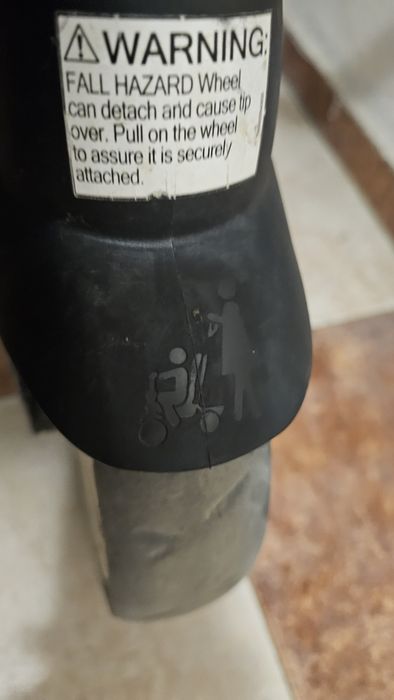 WARNING:
FALL HAZARD Wheel
can detach and cause tip
over. Pull on the wheel
to assure it is securely
attached.